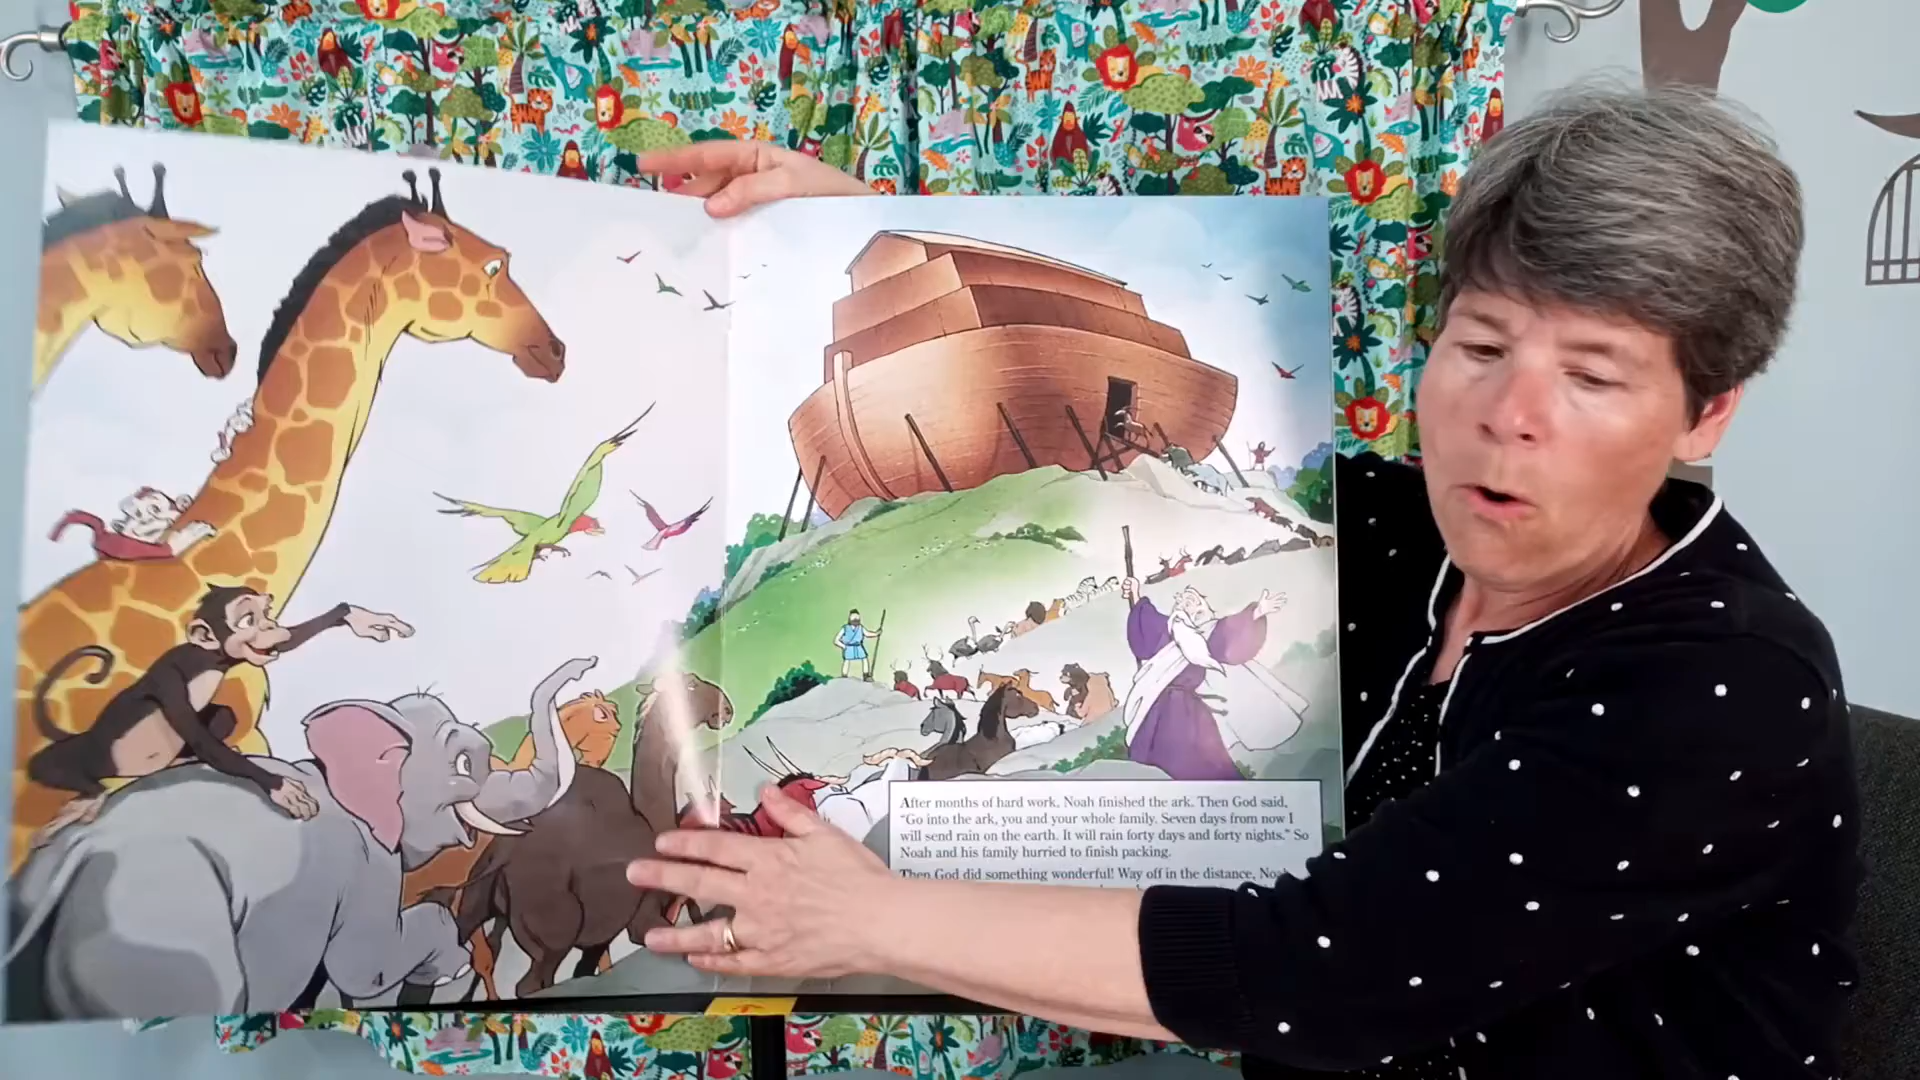 After months of hard work, Noah finished the ark. Then God said,
"Go into the ark, you and your whole family. Seven days from now I
will send rain on the earth. It will rain forty days and forty nights." So
Noah and his family hurried to finish packing.
Then God did something wonderful! Way off in the distance,